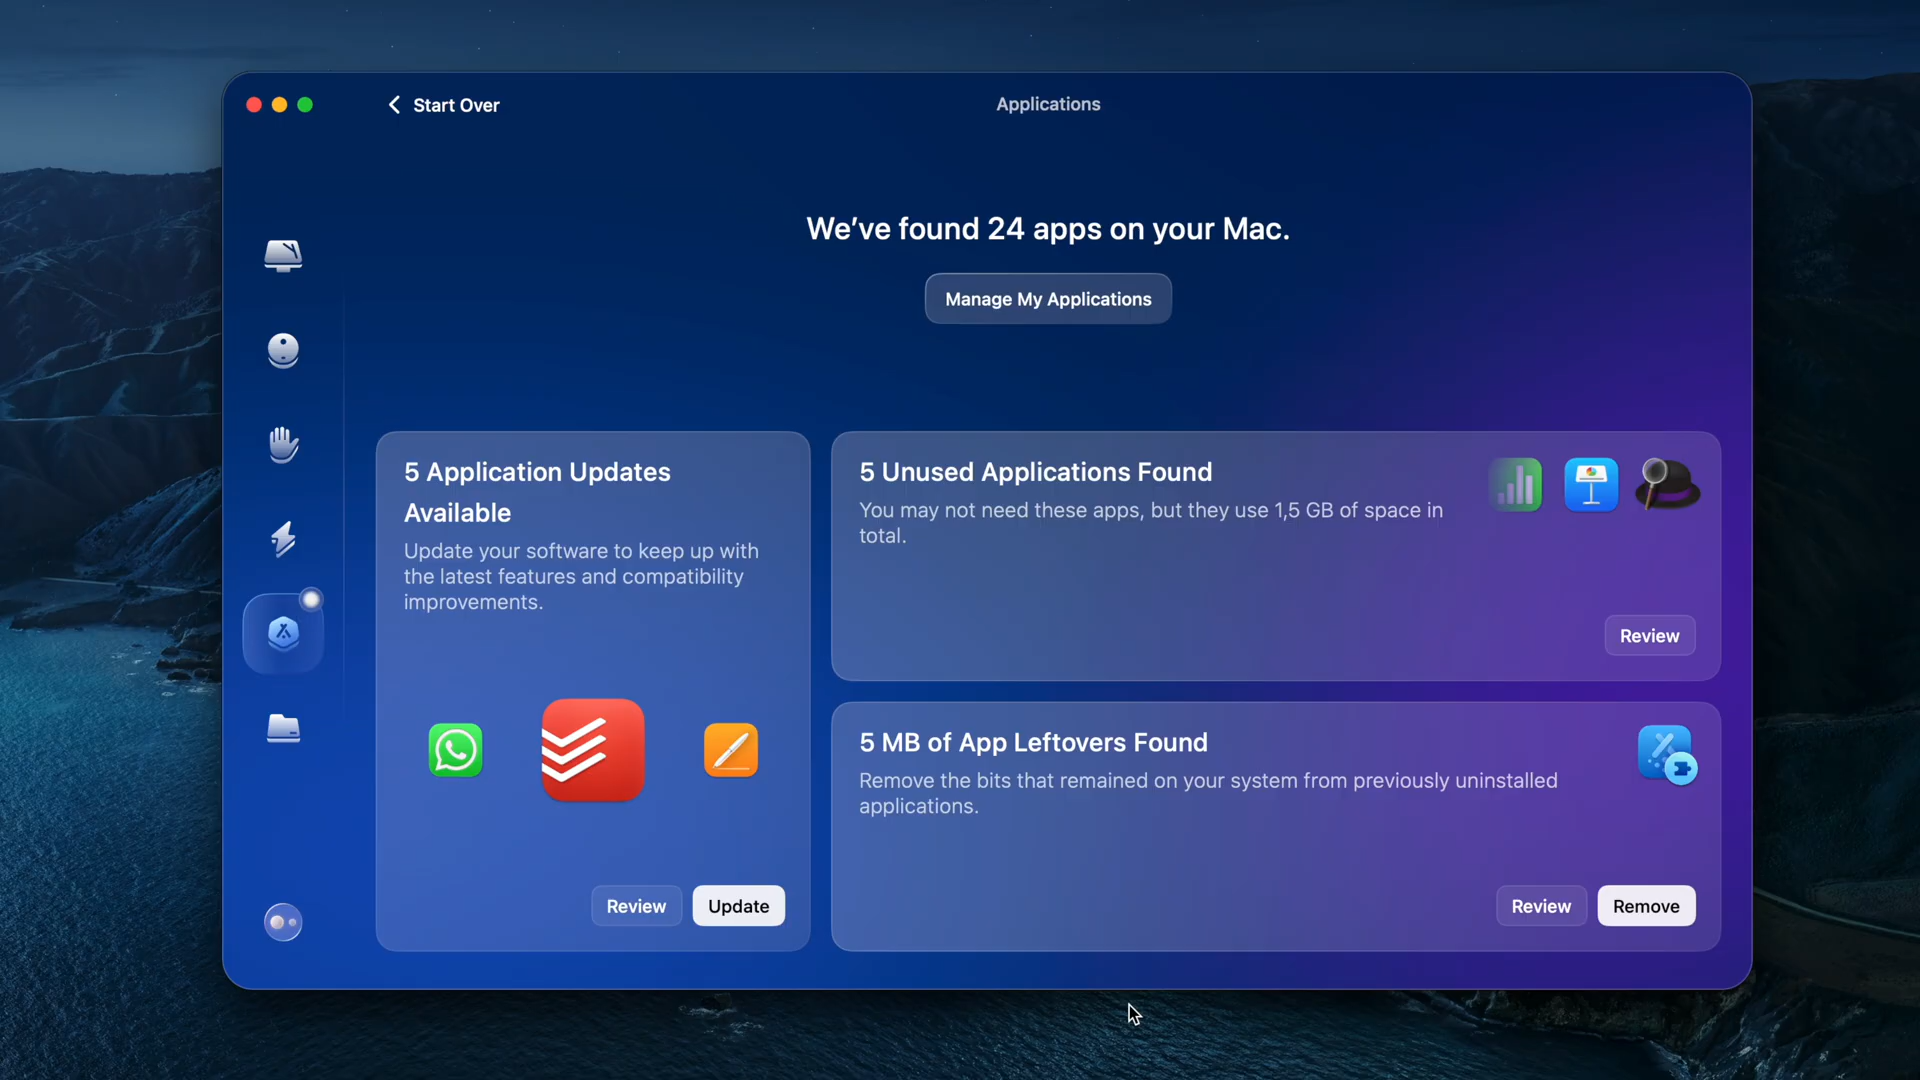 Start Over
Applications
We’ve found 24 apps on your Mac.
Manage My Applications
5 Application Updates
Available
Update your software to keep up with
the latest features and compatibility
improvements.
Review
Update
5 Unused Applications Found
You may not need these apps, but they use 1,5 GB of space in
total.
Review
5 MB of App Leftovers Found
Remove the bits that remained on your system from previously uninstalled
applications.
Review
Remove